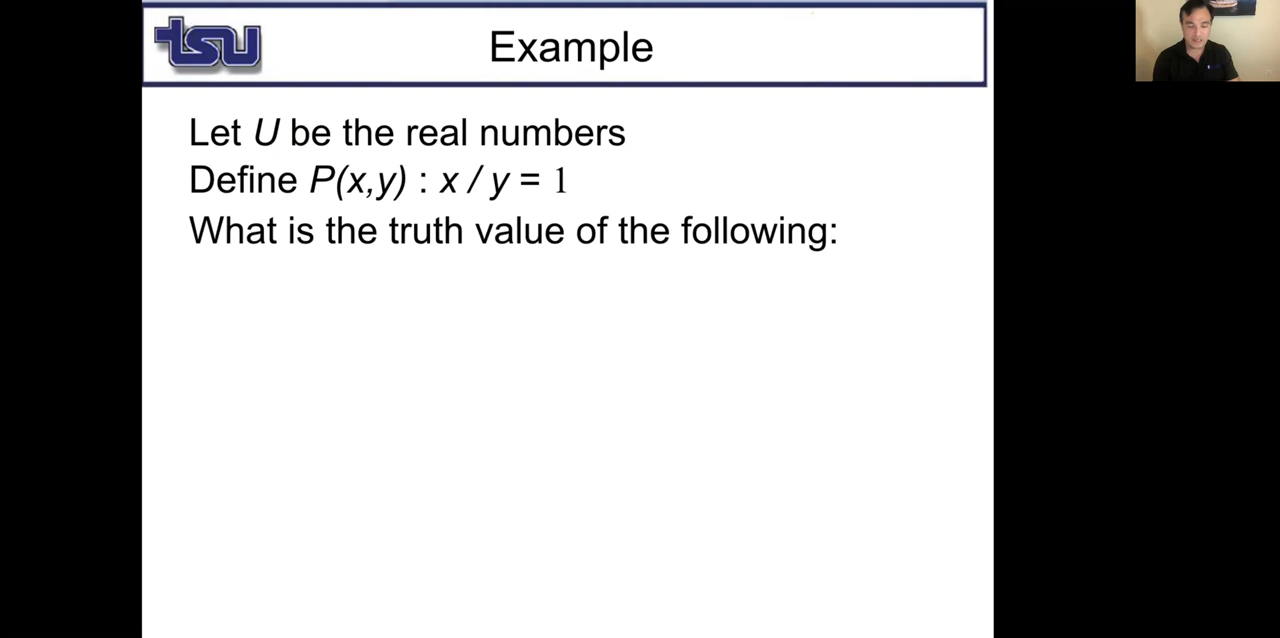 tsu
Example
Let U be the real numbers
Define P(x,y) : x / y = 1
What is the truth value of the following: